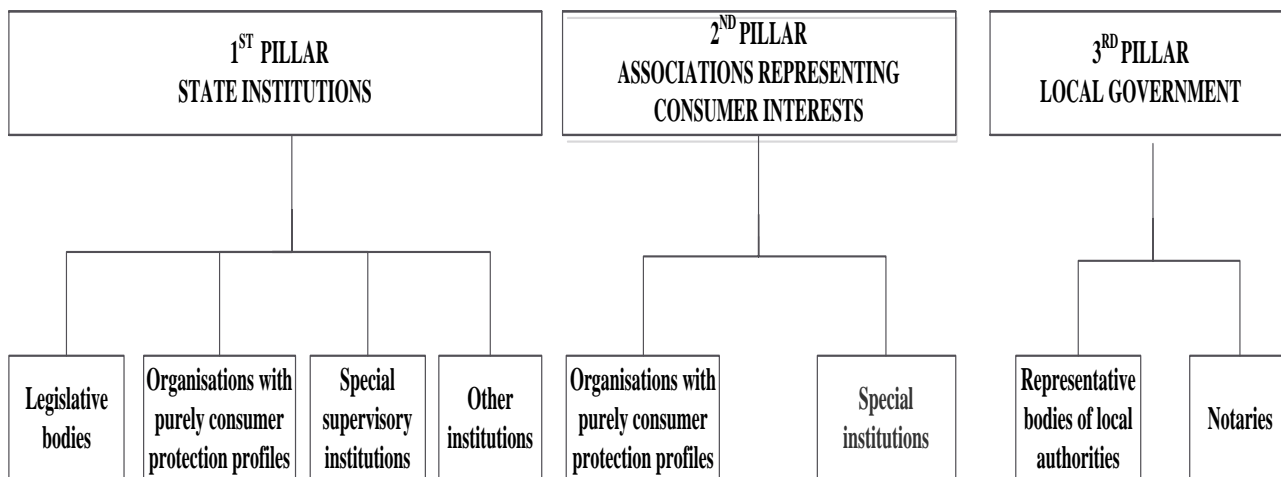 1ST PILLAR
STATE INSTITUTIONS
2ND PILLAR
ASSOCIATIONS REPRESENTING
CONSUMER INTERESTS
3RD PILLAR
LOCAL GOVERNMENT
Legislative
bodies
Organisations with
purely consumer
protection profiles
Special
supervisory
institutions
Other
institutions
Organisations with
purely consumer
protection profiles
Special
institutions
Representative
bodies of local
authorities
Notaries